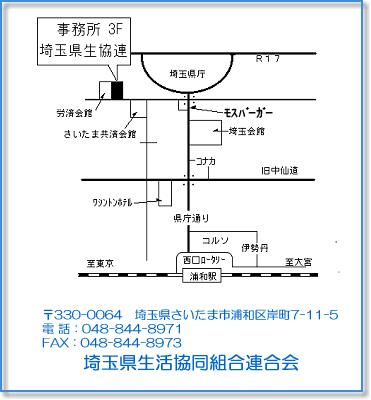 事務所 3F
埼玉県生協連
R17
埼玉県庁
労済会館
さいたま共済会館
ﾓｽﾊﾞｰｶﾞｰ
埼玉会館
コナカ
旧中仙道
ﾜｼﾝﾄﾝﾎﾃﾙ
県庁通り
コルソ
伊勢丹
至東京
西口ロータリー
至大宮
浦和駅
〒330-0064 埼玉県さいたま市浦和区岸町7-11-5
電 話：048-844-8971
FAX：048-844-8973
埼玉県生活協同組合連合会